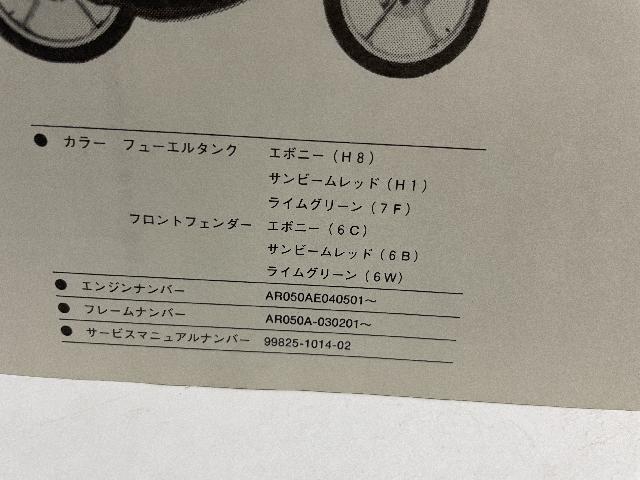 ● カラー フューエルタンク エボニー（H8）
サンビームレッド（H1）
ライムグリーン（7F）
フロントフェンダー エボニー（6C）
サンビームレッド（6B）
ライムグリーン（6W）
● エンジンナンバー AR050AE040501〜
● フレームナンバー AR050A-030201〜
● サービスマニュアルナンバー 99825-1014-02